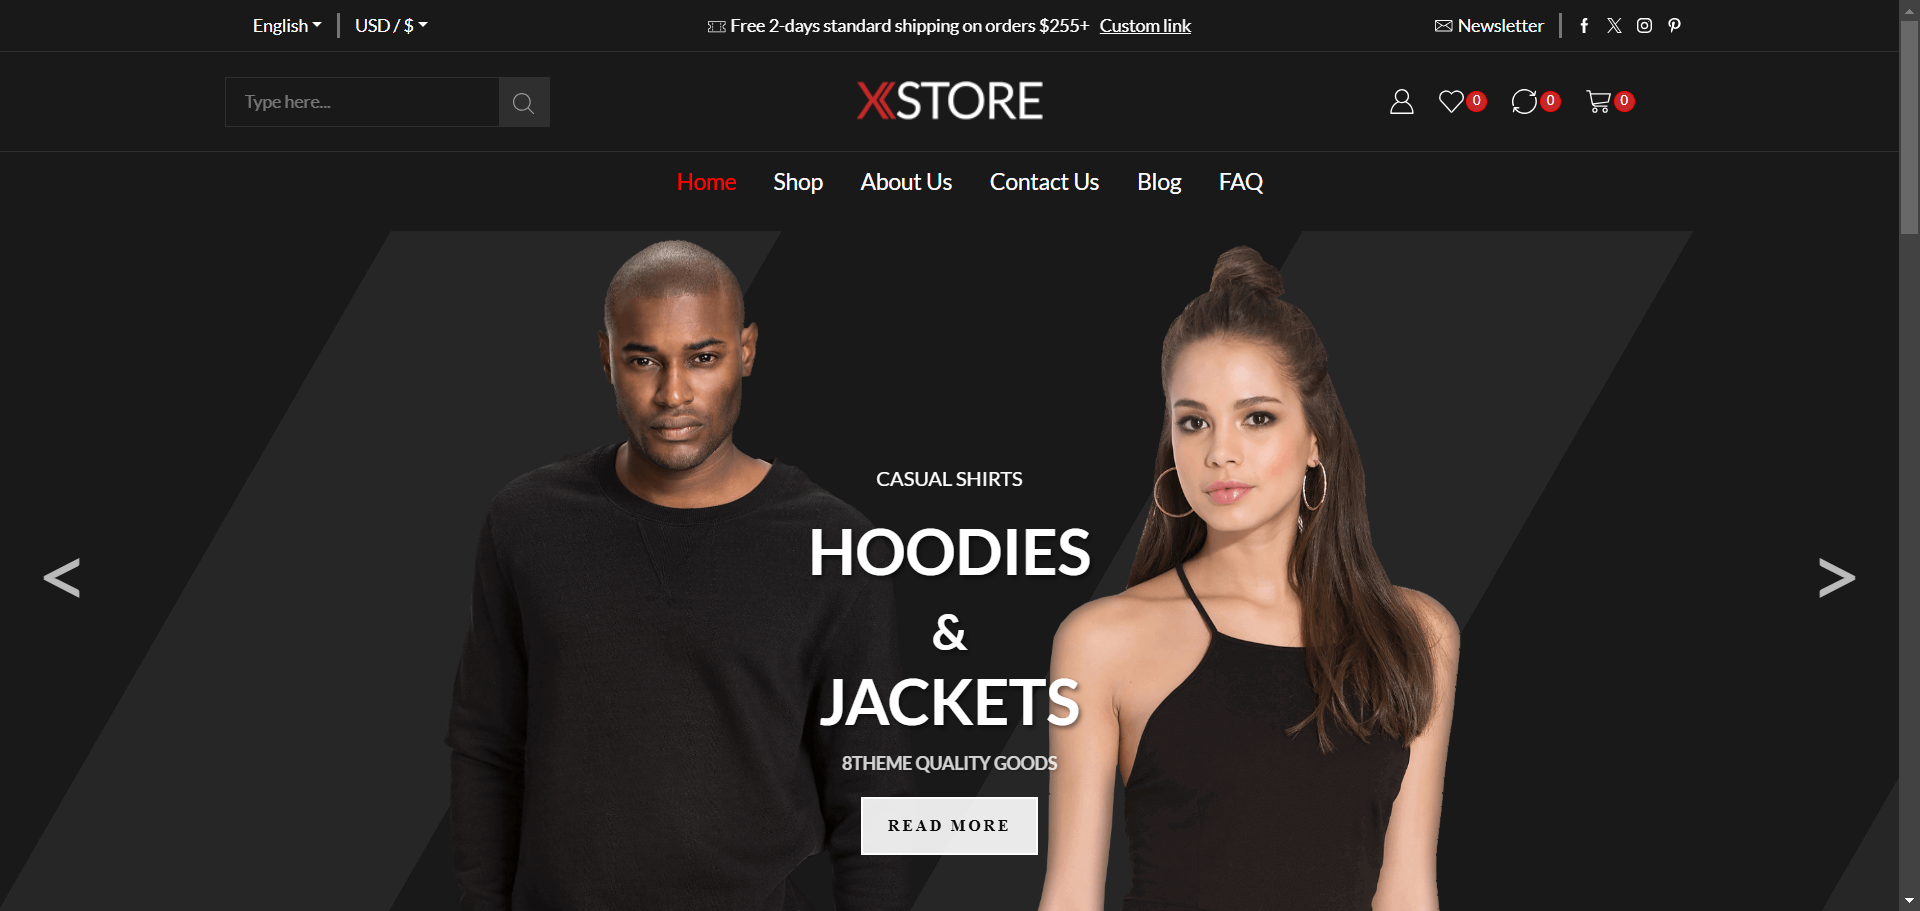 English
USD / $
Free 2-days standard shipping on orders $255+ Custom link
Newsletter
Type here...
XSTORE
0
0
0
Home
Shop
About Us
Contact Us
Blog
FAQ
CASUAL SHIRTS
HOODIES
&
JACKETS
8THEME QUALITY GOODS
READ MORE